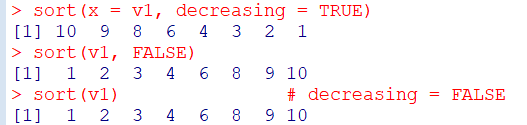 > sort(x = v1, decreasing = TRUE)
[1] 10 9 8 6 4 3 2 1
> sort(v1, FALSE)
[1] 1 2 3 4 6 8 9 10
> sort(v1) # decreasing = FALSE
[1] 1 2 3 4 6 8 9 10